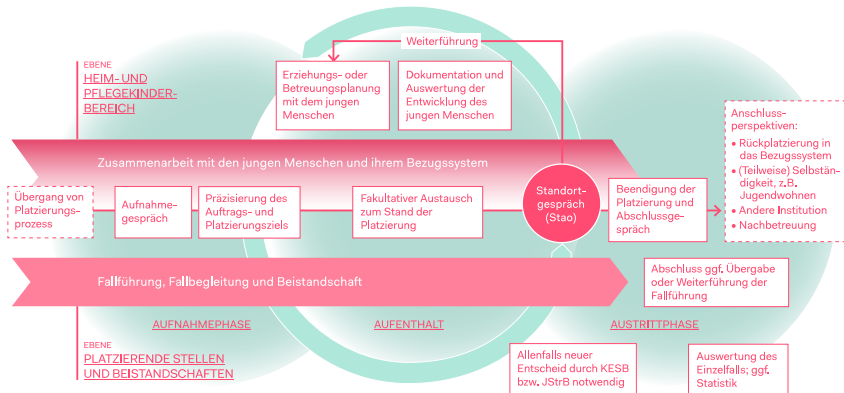 Weiterführung
EBENE
HEIM- UND
PFLEGEKINDER-
BEREICH
Erziehungs- oder
Betreuungsplanung
mit dem jungen
Menschen
Dokumentation und
Auswertung der
Entwicklung des
jungen Menschen
Anschluss-
perspektiven:
• Rückplatzierung in
das Bezugssystem
• (Teilweise) Selbstän-
digkeit, z.B.
Jugendwohnen
• Andere Institution
• Nachbetreuung
Zusammenarbeit mit den jungen Menschen und ihrem Bezugssystem
Übergang von
Platzierungs-
prozess
Aufnahme-
gespräch
Präzisierung des
Auftrags- und
Platzierungsziels
Fakultativer Austausch
zum Stand der
Platzierung
Standort-
gespräch
(Stao)
Beendigung der
Platzierung und
Abschlussge-
spräch
Fallführung, Fallbegleitung und Beistandschaft
Abschluss ggf. Übergabe
oder Weiterführung der
Fallführung
AUFNAHMEPHASE
AUFENTHALT
AUSTRITTPHASE
EBENE
PLATZIERENDE STELLEN
UND BEISTANDSCHAFTEN
Allenfalls neuer
Entscheid durch KESB
bzw. JStrB notwendig
Auswertung des
Einzelfalls; ggf.
Statistik